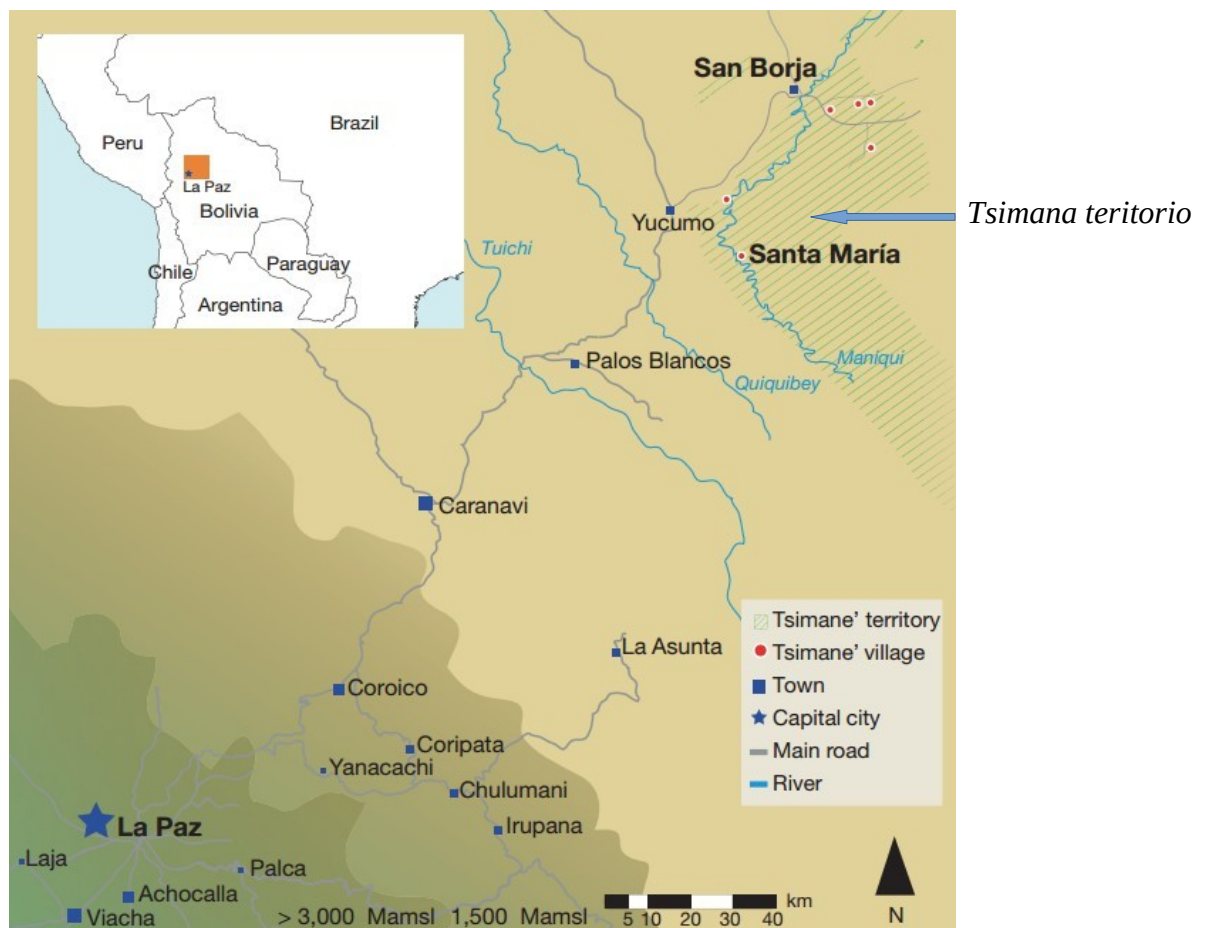 San Borja
Brazil
Peru
La Paz
Bolivia
Chile
Paraguay
Argentina
Yucumo
Tsimana teritorio
Tuichi
Santa María
Palos Blancos
Maniqui
Quiquibey
Caranavi
Tsimane' territory
Tsimane' village
Town
Capital city
Main road
River
La Asunta
Coroico
Coripata
Yanacachi
Chulumani
La Paz
Irupana
Laja
Palca
Achocalla
Viacha
> 3,000 Mamsl 1,500 Mamsl
km
5 10 20 30 40
N